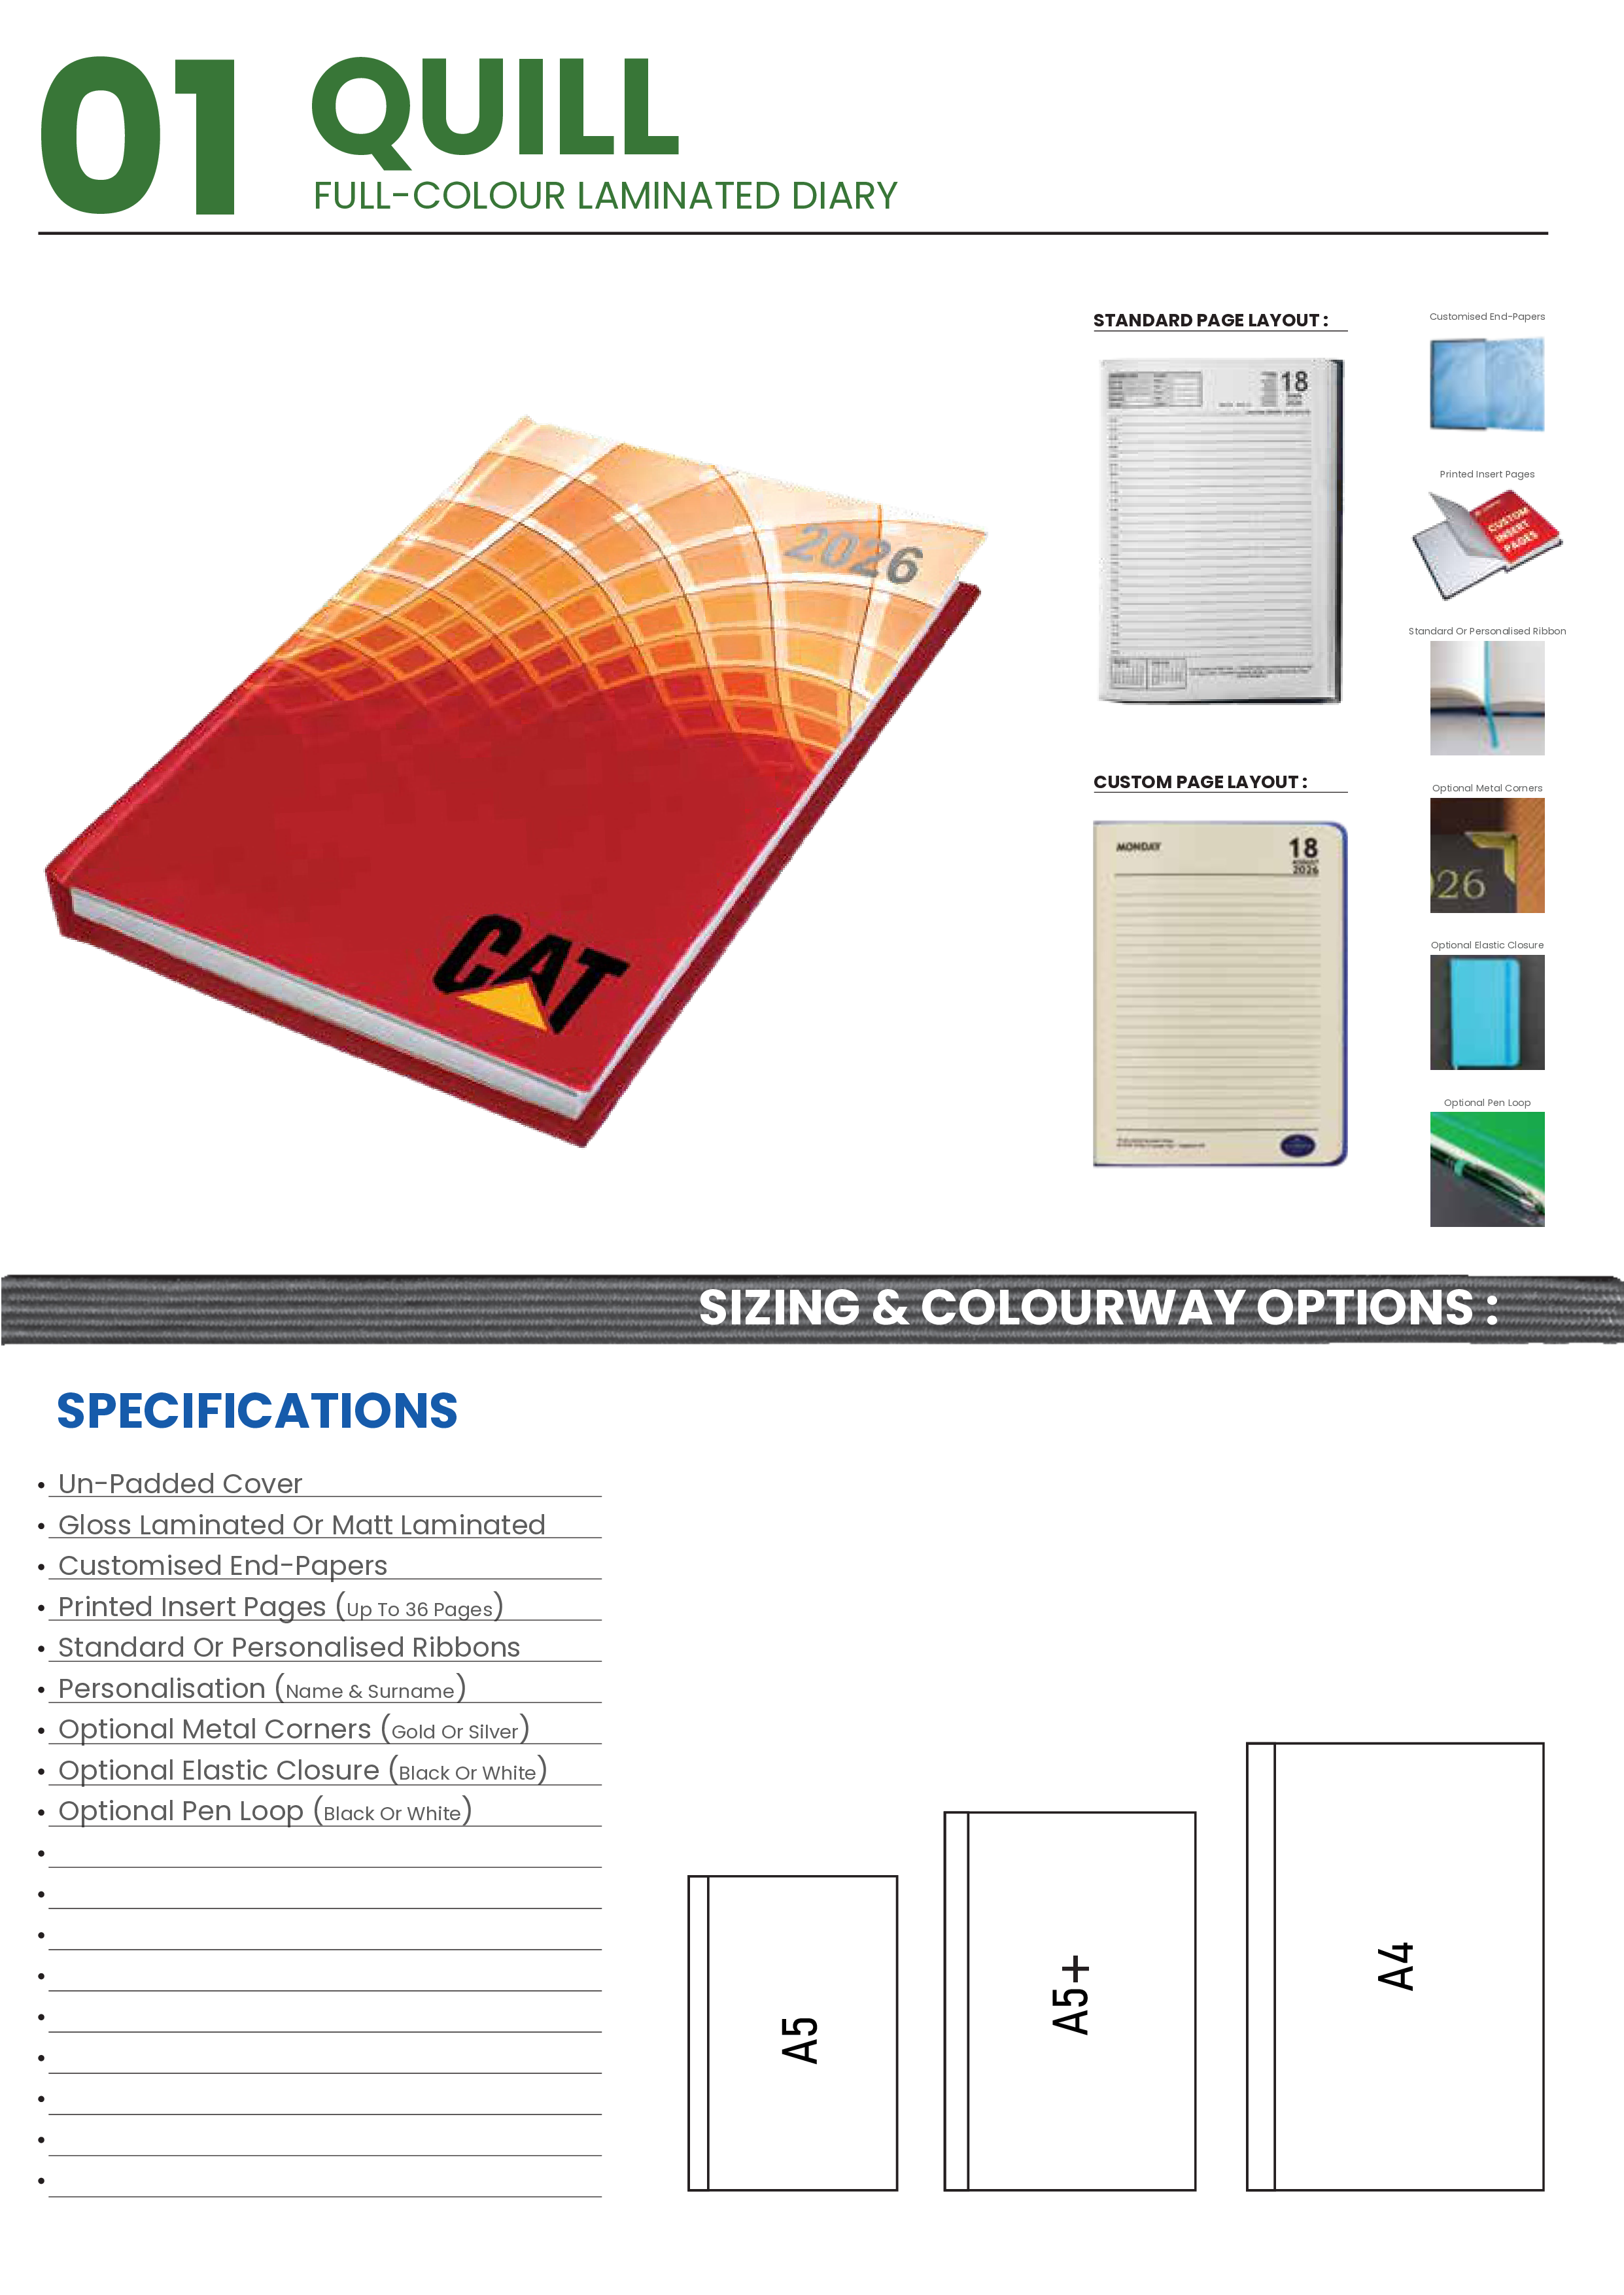 01
QUILL
FULL-COLOUR LAMINATED DIARY
2026
CAT
STANDARD PAGE LAYOUT :
18
2026
CUSTOM PAGE LAYOUT :
MONDAY
18
AUGUST
2026
Customised End-Papers
Printed Insert Pages
CUSTOM
INSERT
PAGES
Standard Or Personalised Ribbon
Optional Metal Corners
26
Optional Elastic Closure
Optional Pen Loop
SIZING & COLOURWAY OPTIONS :
SPECIFICATIONS
• Un-Padded Cover
• Gloss Laminated Or Matt Laminated
• Customised End-Papers
• Printed Insert Pages (Up To 36 Pages)
• Standard Or Personalised Ribbons
• Personalisation (Name & Surname)
• Optional Metal Corners (Gold Or Silver)
• Optional Elastic Closure (Black Or White)
• Optional Pen Loop (Black Or White)
A5
A5+
A4